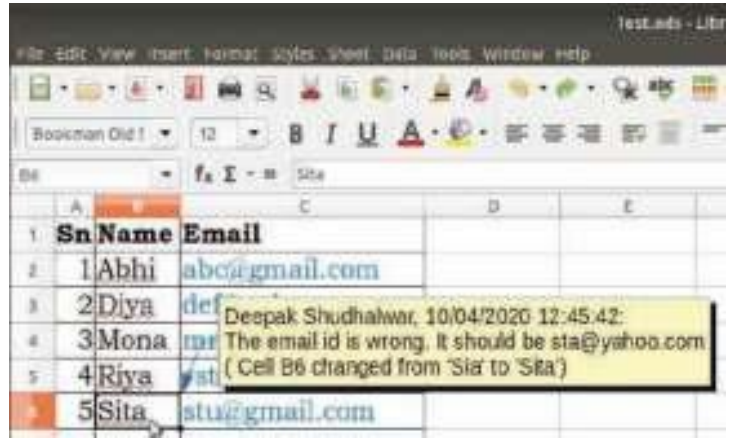 Test.ods - Libr
File Edit View Insert Format Styles Sheet Data Tools Window Help
Bookman Old 12 B I U A
B6 fx Σ = Sita
A C D E
1 Sn Name Email
2 1 Abhi abc@gmail.com
3 2 Diya def
4 3 Mona
5 4 Riya
5 Sita stu@gmail.com
Deepak Shudhalwar, 10/04/2020 12:45:42:
The email id is wrong. It should be sta@yahoo.com
( Cell B6 changed from 'Sia' to 'Sita')